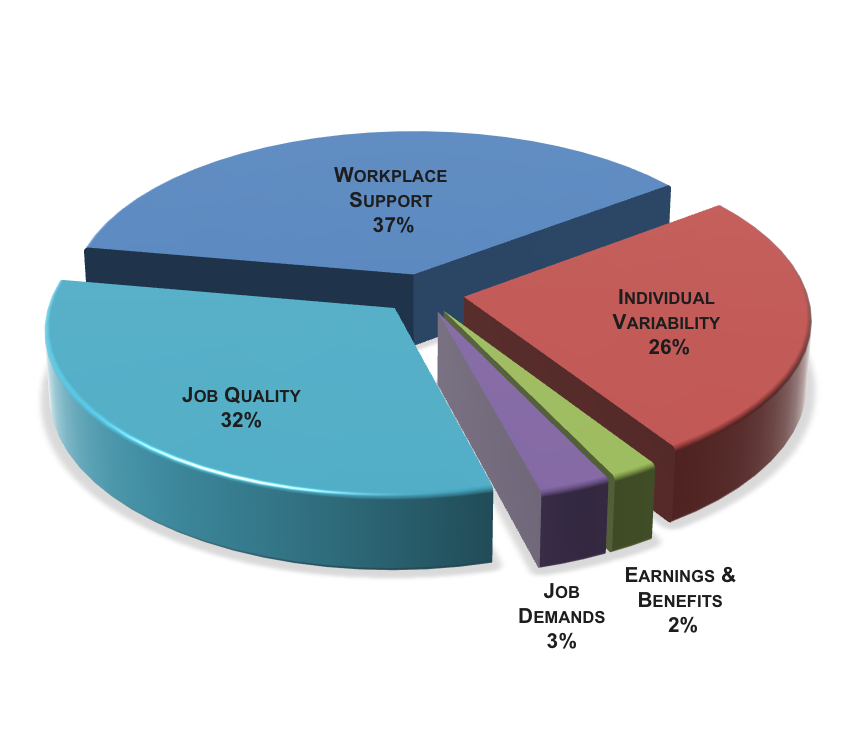 Workplace
Support
37%
Individual
Variability
26%
Job Quality
32%
Job
Demands
3%
Earnings &
Benefits
2%